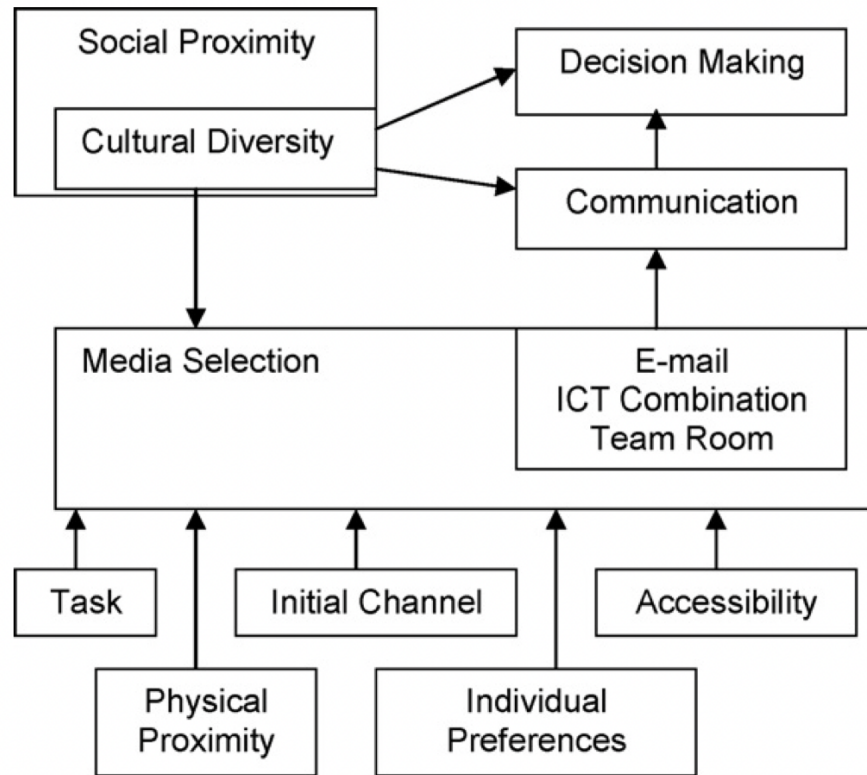 Social Proximity
Cultural Diversity
Decision Making
Communication
Media Selection
E-mail
ICT Combination
Team Room
Task
Initial Channel
Accessibility
Physical
Proximity
Individual
Preferences